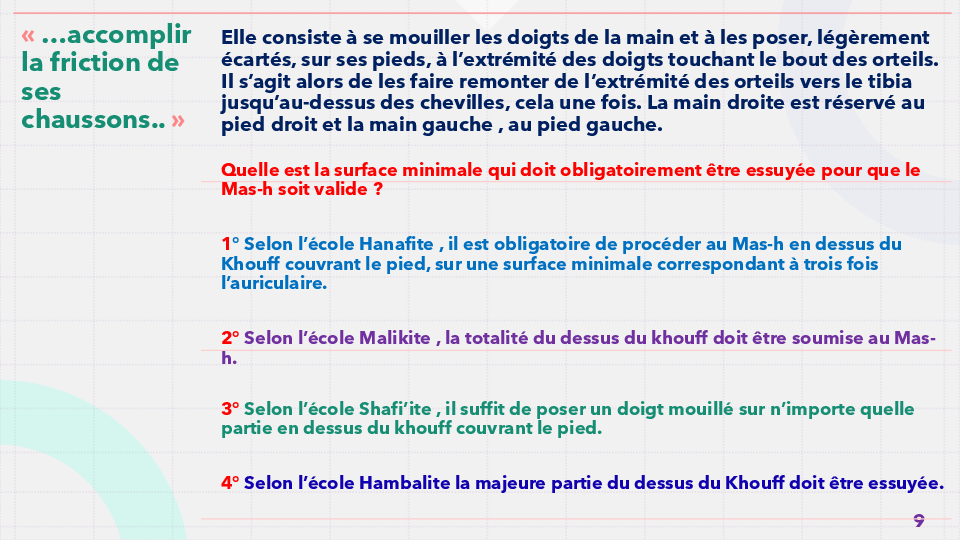 « …accomplir
la friction de
ses
chaussons.. »
Elle consiste à se mouiller les doigts de la main et à les poser, légèrement
écartés, sur ses pieds, à l’extrémité des doigts touchant le bout des orteils.
Il s’agit alors de les faire remonter de l’extrémité des orteils vers le tibia
jusqu’au-dessus des chevilles, cela une fois. La main droite est réservé au
pied droit et la main gauche , au pied gauche.
Quelle est la surface minimale qui doit obligatoirement être essuyée pour que le
Mas-h soit valide ?
1° Selon l’école Hanafite , il est obligatoire de procéder au Mas-h en dessus du
Khouff couvrant le pied, sur une surface minimale correspondant à trois fois
l’auriculaire.
2° Selon l’école Malikite , la totalité du dessus du khouff doit être soumise au Mas-
h.
3° Selon l’école Shafi’ite , il suffit de poser un doigt mouillé sur n’importe quelle
partie en dessus du khouff couvrant le pied.
4° Selon l’école Hambalite la majeure partie du dessus du Khouff doit être essuyée.
9